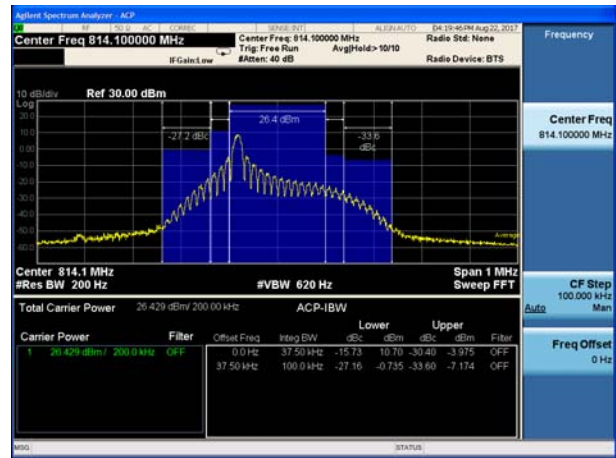 Agilent Spectrum Analyzer - ACP
RF 50 Ω AC CORREC SENSE:INT ALIGN AUTO 04:19:46PM Aug 22, 2017
Center Freq 814.100000 MHz
Center Freq: 814.100000 MHz
Radio Std: None
Trig: Free Run Avg|Hold:> 10/10
IFGain:Low #Atten: 40 dB Radio Device: BTS
Frequency
10 dB/div Ref 30.00 dBm
Log
20.0
10.0
0.00
-10.0
-20.0
-30.0
-40.0
-50.0
-60.0
-27.2 dBc
26.4 dBm
-33.6
dBc
Average
Center 814.1 MHz Span 1 MHz
#Res BW 200 Hz #VBW 620 Hz Sweep FFT
Total Carrier Power 26.429 dBm/ 200.00 kHz ACP-IBW
Lower Upper
Carrier Power Filter Offset Freq Integ BW dBc dBm dBc dBm Filter
1 26.429 dBm / 200.0 kHz OFF 0.0 Hz 37.50 kHz -15.73 10.70 -30.40 -3.975 OFF
37.50 kHz 100.0 kHz -27.16 -0.735 -33.60 -7.174 OFF
Center Freq
814.100000 MHz
CF Step
100.000 kHz
Auto Man
Freq Offset
0 Hz
MSG STATUS